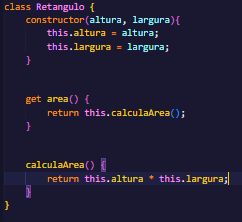 class Retangulo {
    constructor(altura, largura){
        this.altura = altura;
        this.largura = largura;
    }

    get area() {
        return this.calculaArea();
    }

    calculaArea() {
        return this.altura * this.largura;
    }
}